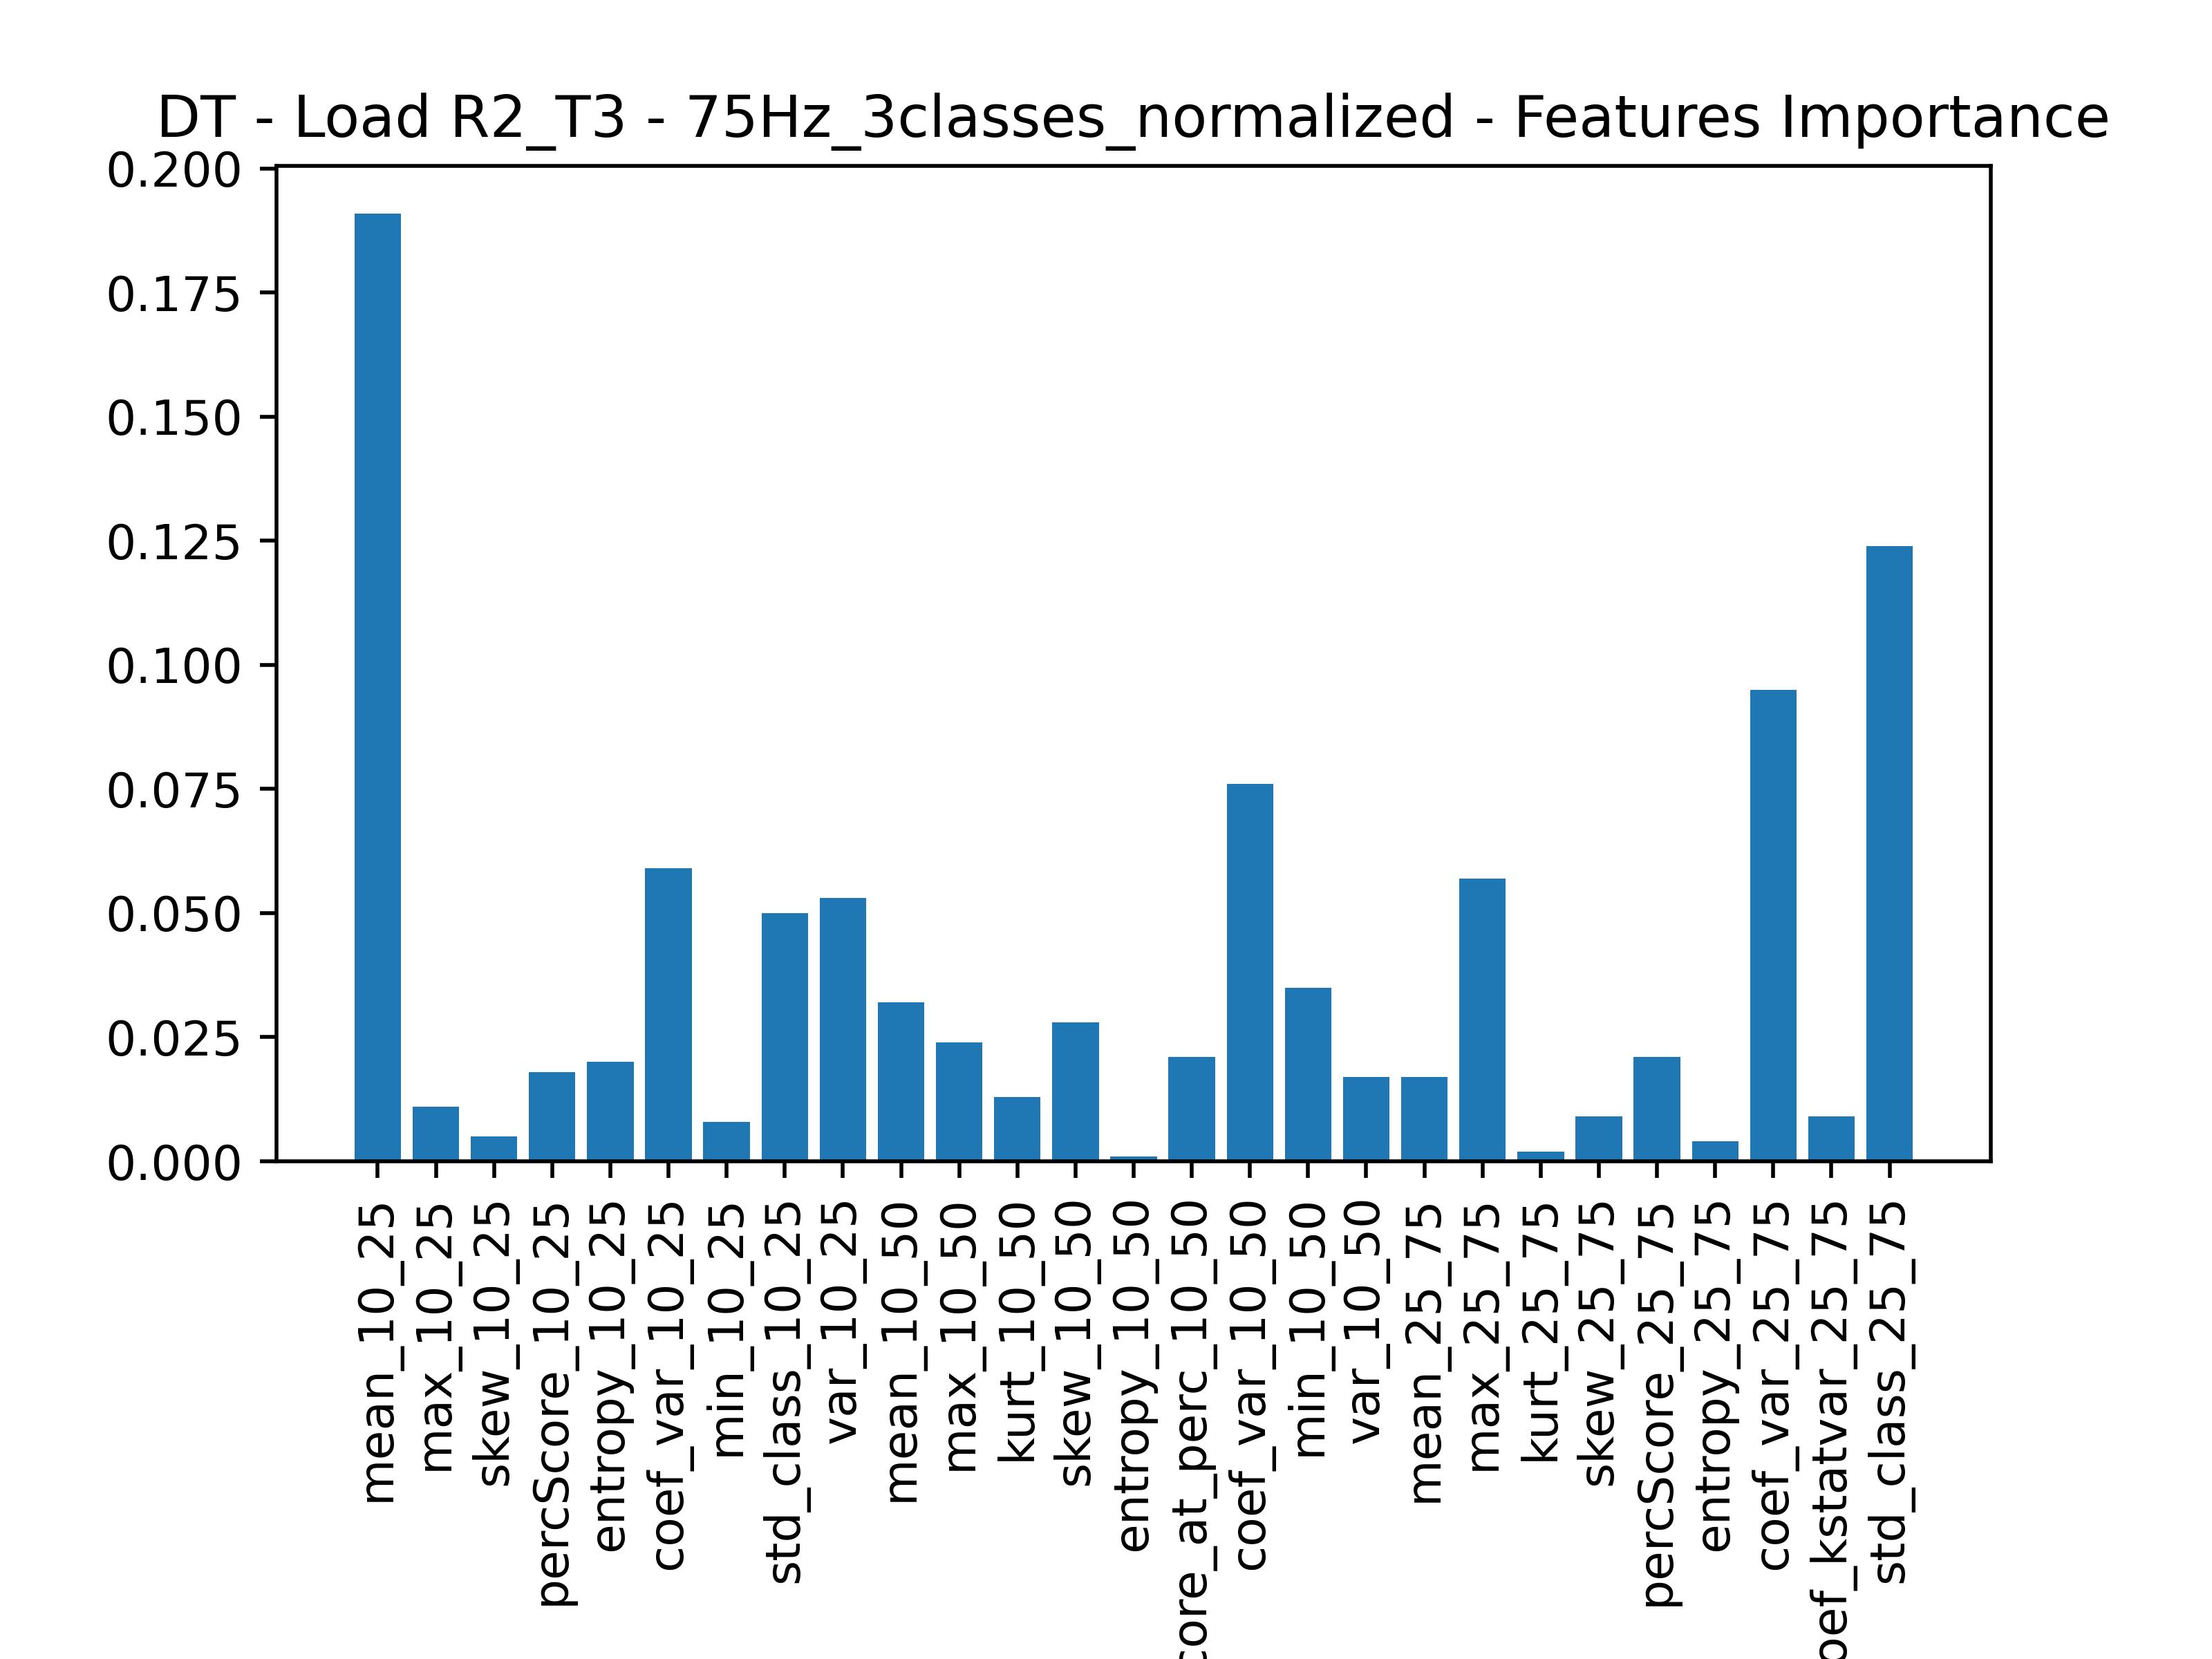 DT - Load R2_T3 - 75Hz_3classes_normalized - Features Importance
0.200
0.175
0.150
0.125
0.100
0.075
0.050
0.025
0.000
mean_10_25
max_10_25
skew_10_25
percScore_10_25
entropy_10_25
coef_var_10_25
min_10_25
std_class_10_25
var_10_25
mean_10_50
max_10_50
kurt_10_50
skew_10_50
entropy_10_50
core_at_perc_10_50
coef_var_10_50
min_10_50
var_10_50
mean_25_75
max_25_75
kurt_25_75
skew_25_75
percScore_25_75
entropy_25_75
coef_var_25_75
oef_kstatvar_25_75
std_class_25_75